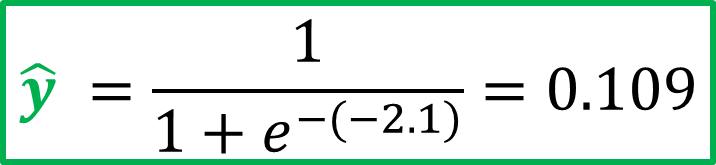 ŷ = 1 / (1 + e^{-(-2.1)}) = 0.109